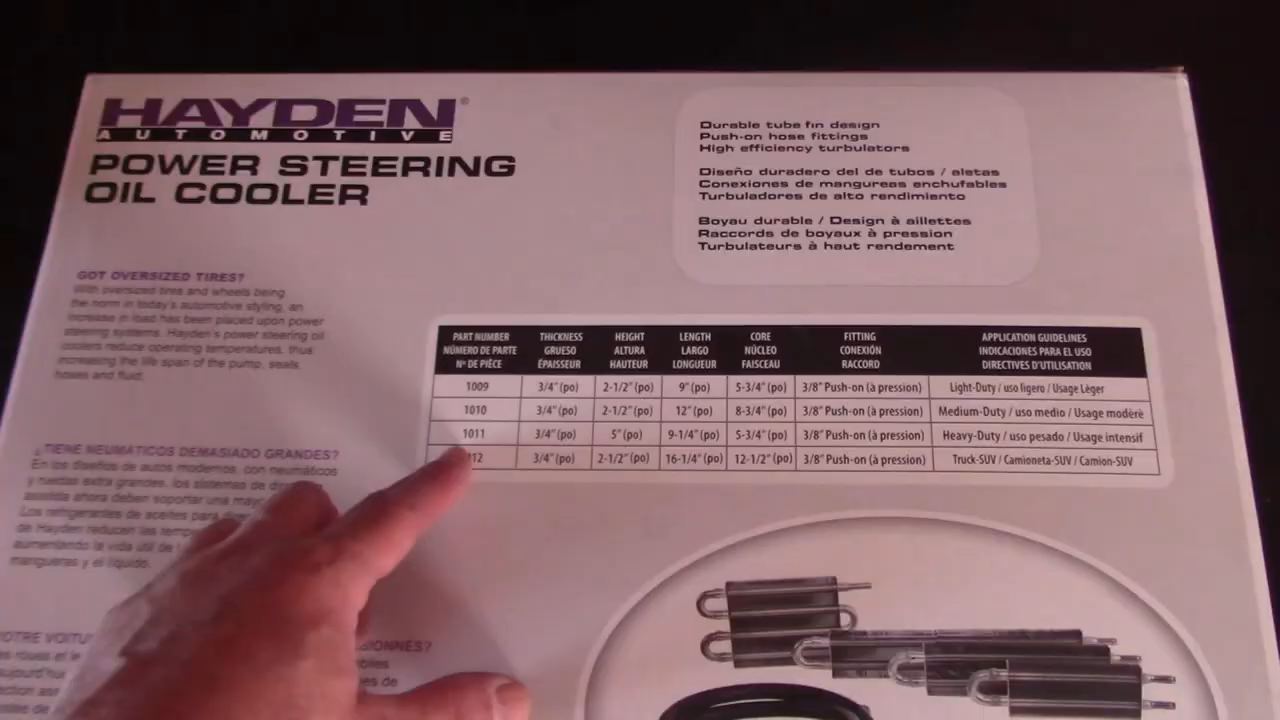 HAYDEN®
AUTOMOTIVE
POWER STEERING
OIL COOLER
Durable tube fin design
Push-on hose fittings
High efficiency turbulators
Diseño duradero del de tubos / aletas
Conexiones de mangureas enchufables
Turbuladores de alto rendimiento
Boyau durable / Design à aillettes
Raccords de boyaux à pression
Turbulateurs à haut rendement
GOT OVERSIZED TIRES?
With oversized tires and wheels being
the norm in today's automotive styling, an
increase in load has been placed upon power
steering systems. Hayden's power steering oil
coolers reduce operating temperatures, thus
increasing the life span of the pump, seals,
hoses and fluid.
PART NUMBER THICKNESS HEIGHT LENGTH CORE FITTING APPLICATION GUIDELINES
NÚMERO DE PARTE GRUESO ALTURA LARGO NÚCLEO CONEXIÓN INDICACIONES PARA EL USO
Nº DE PIÈCE ÉPAISSEUR HAUTEUR LONGUEUR FAISCEAU RACCORD DIRECTIVES D'UTILISATION
1009 3/4" (po) 2-1/2" (po) 9" (po) 5-3/4" (po) 3/8" Push-on (à pression) Light-Duty / uso ligero / Usage Léger
1010 3/4" (po) 2-1/2" (po) 12" (po) 8-3/4" (po) 3/8" Push-on (à pression) Medium-Duty / uso medio / Usage modéré
1011 3/4" (po) 5" (po) 9-1/4" (po) 5-3/4" (po) 3/8" Push-on (à pression) Heavy-Duty / uso pesado / Usage intensif
12 3/4" (po) 2-1/2" (po) 16-1/4" (po) 12-1/2" (po) 3/8" Push-on (à pression) Truck-SUV / Camioneta-SUV / Camion-SUV
¿TIENE NEUMÁTICOS DEMASIADO GRANDES?
En los diseños de autos modernos, con neumáticos
y ruedas extra grandes, los sistemas de
asistida ahora deben soportar una
Los refrigerantes de aceites para
de Hayden reducen las
aumentando la vida útil de
mangueras y el líquido.